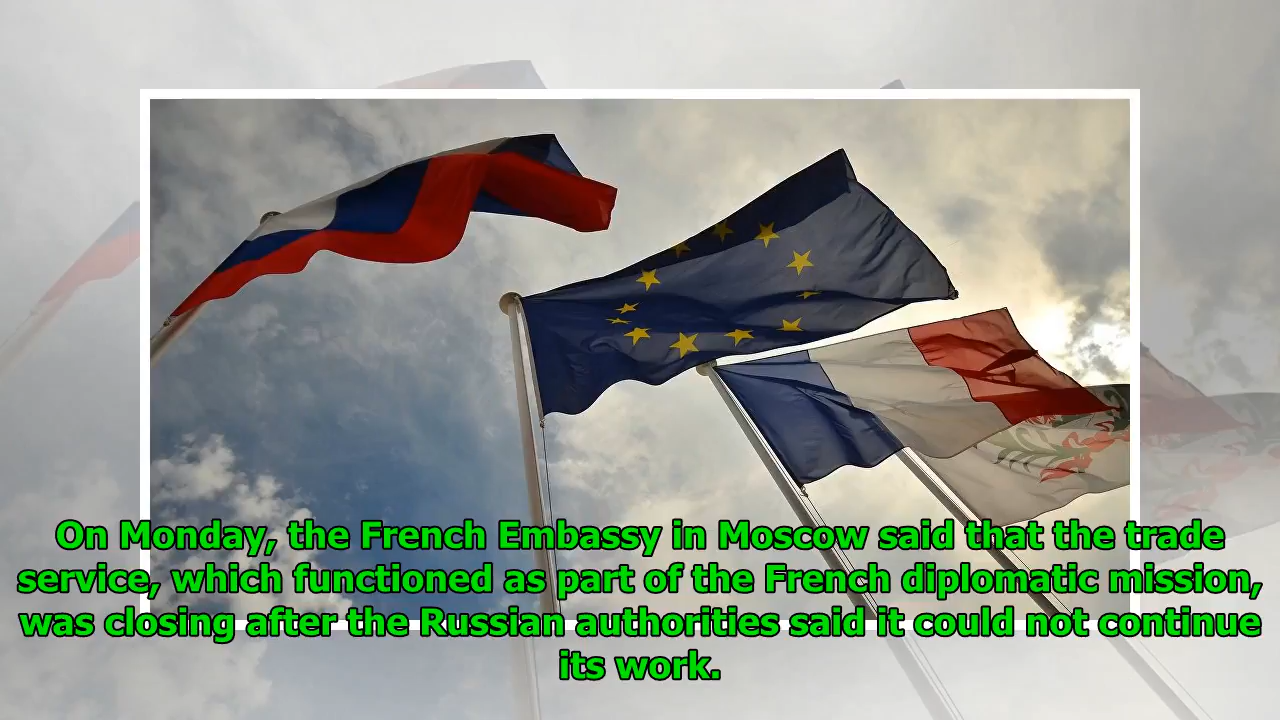 On Monday, the French Embassy in Moscow said that the trade
service, which functioned as part of the French diplomatic mission,
was closing after the Russian authorities said it could not continue
its work.